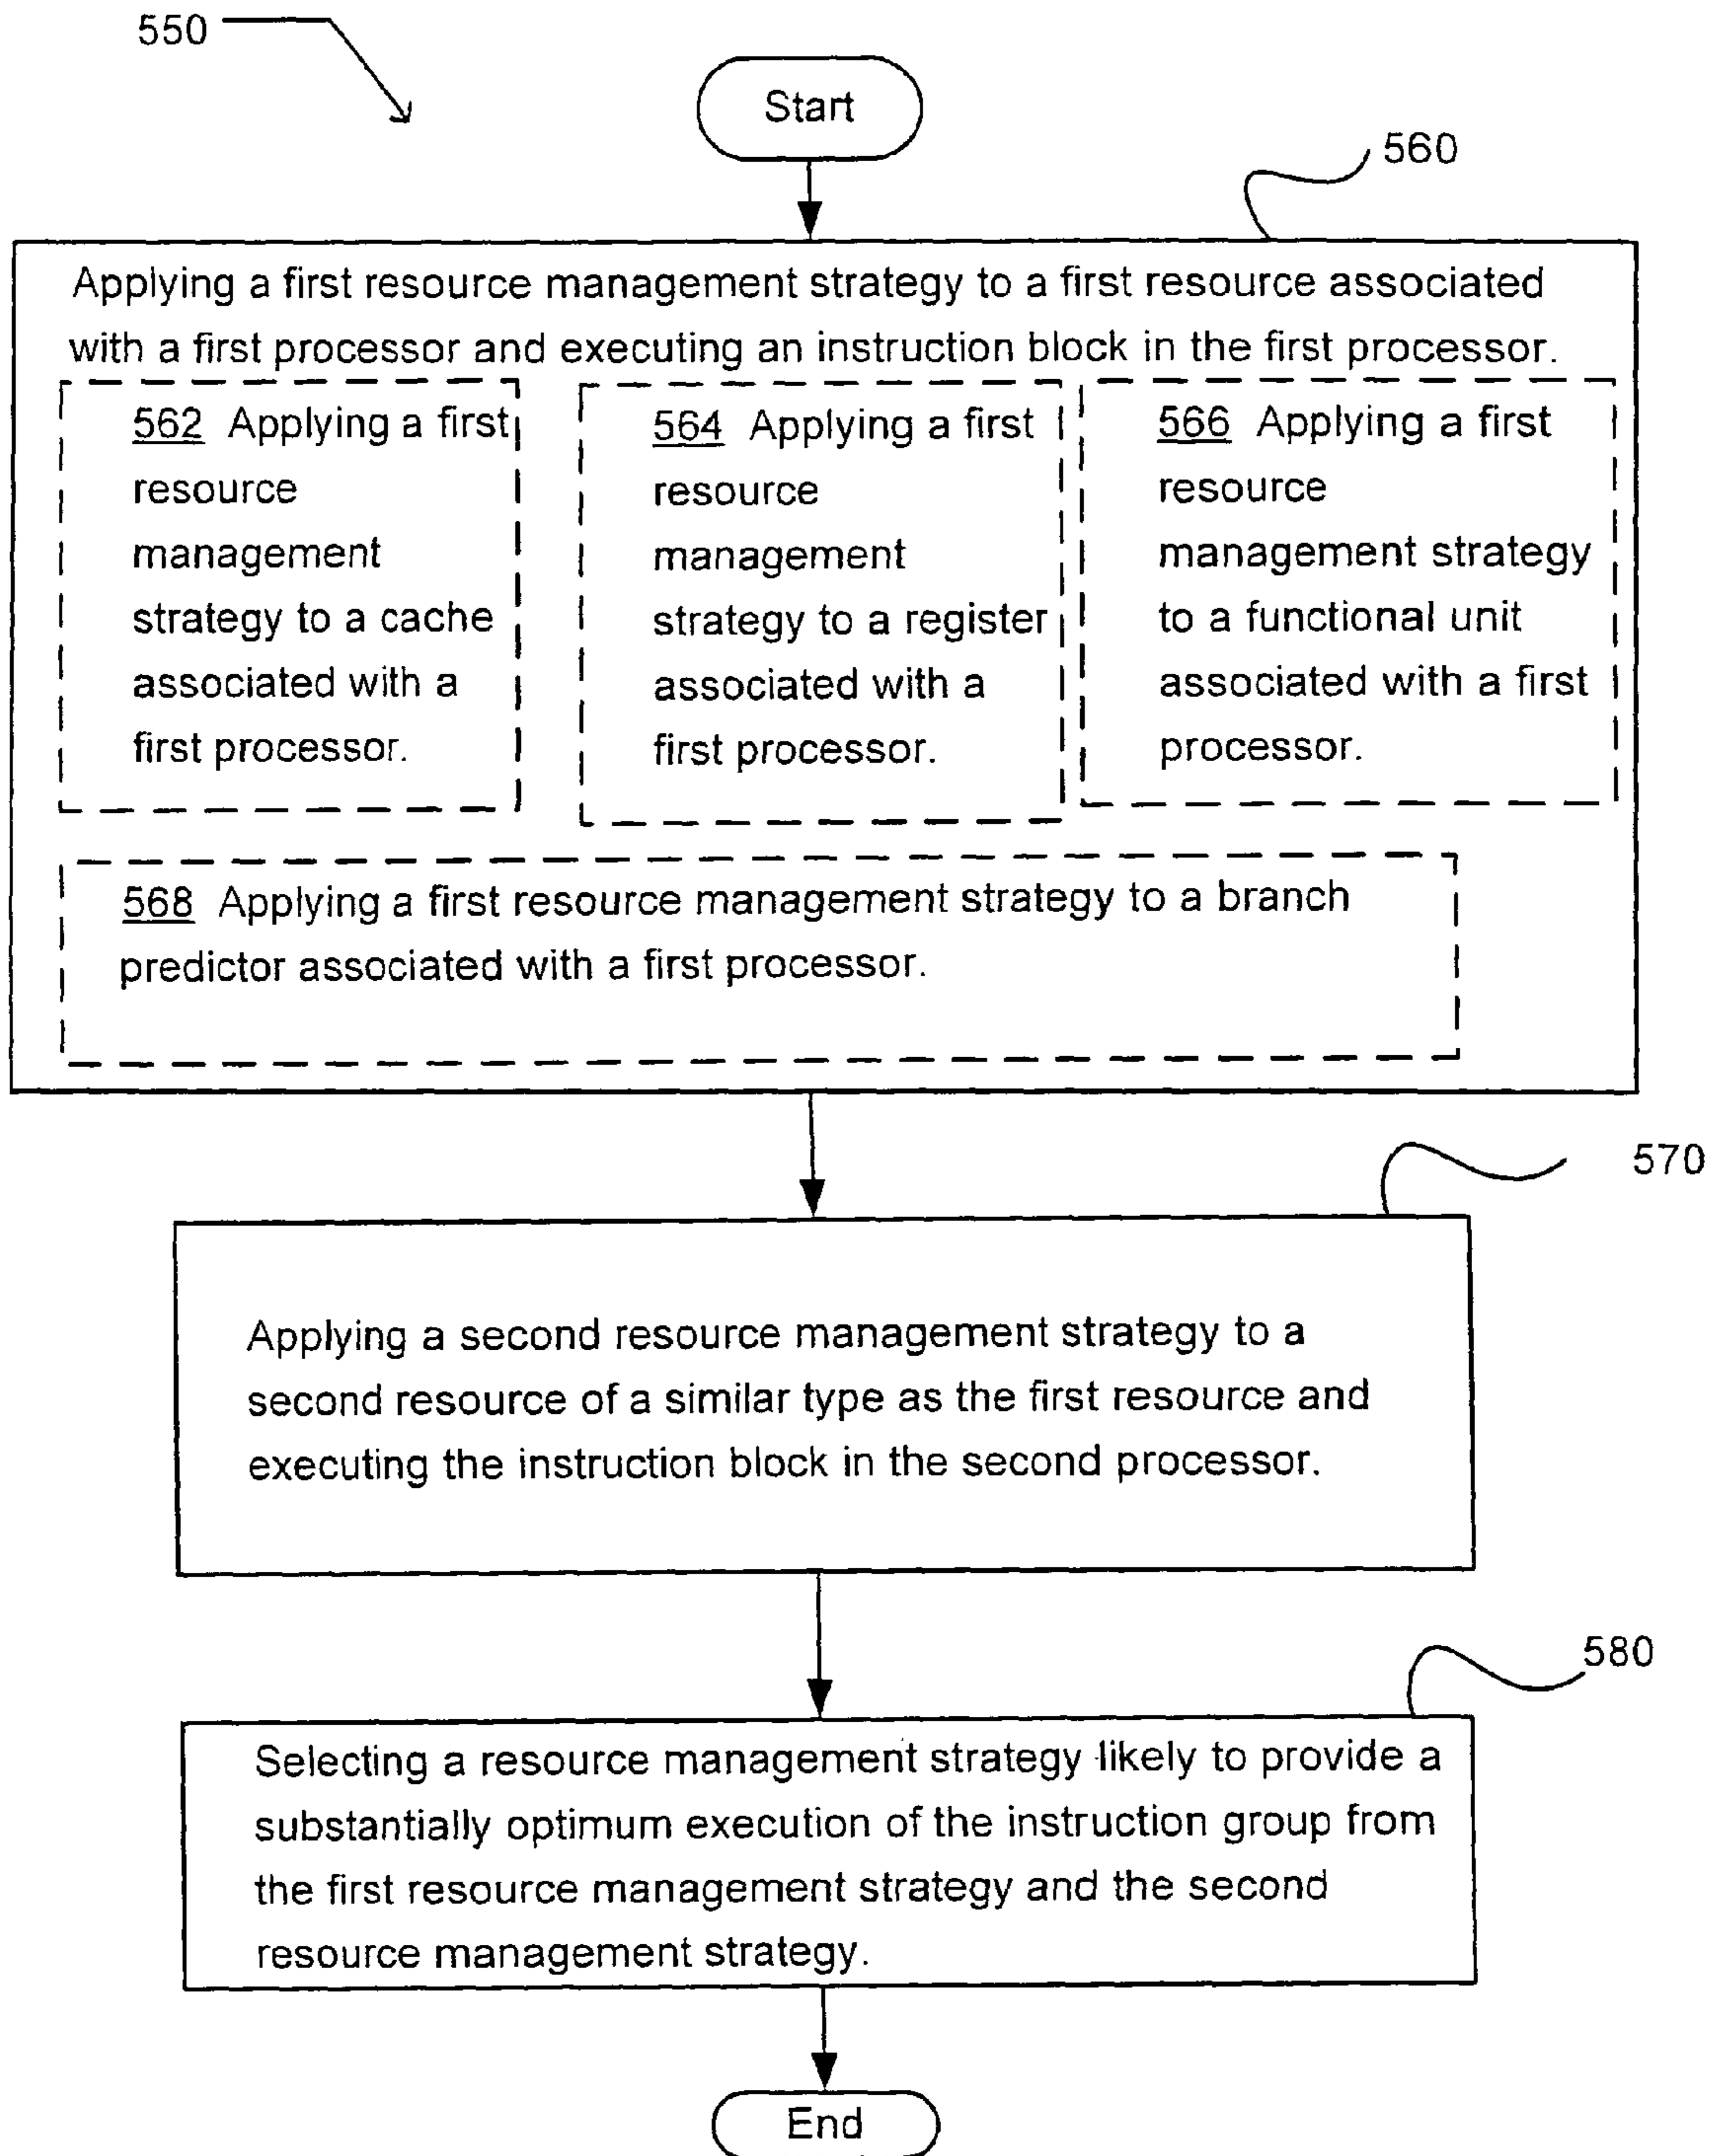 550
Start
560
Applying a first resource management strategy to a first resource associated
with a first processor and executing an instruction block in the first processor.
562 Applying a first
resource
management
strategy to a cache
associated with a
first processor.
564 Applying a first
resource
management
strategy to a register
associated with a
first processor.
566 Applying a first
resource
management strategy
to a functional unit
associated with a first
processor.
568 Applying a first resource management strategy to a branch
predictor associated with a first processor.
570
Applying a second resource management strategy to a
second resource of a similar type as the first resource and
executing the instruction block in the second processor.
580
Selecting a resource management strategy likely to provide a
substantially optimum execution of the instruction group from
the first resource management strategy and the second
resource management strategy.
End